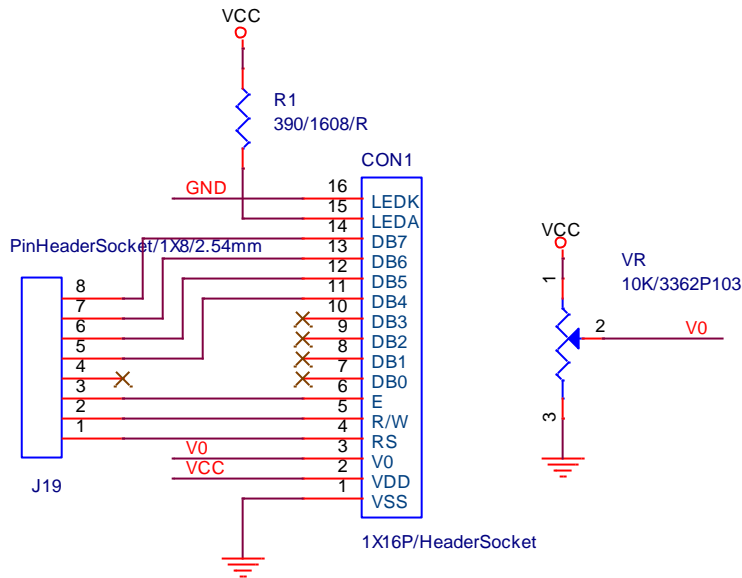 VCC
R1
390/1608/R
CON1
GND
16
LEDK
15
LEDA
14
DB7
PinHeaderSocket/1X8/2.54mm
13
DB6
12
DB5
11
DB4
10
DB3
9
DB2
8
DB1
7
DB0
6
E
5
R/W
4
RS
3
V0
2
VDD
1
VSS
8
7
6
5
4
3
2
1
V0
VCC
J19
1X16P/HeaderSocket
VCC
VR
10K/3362P103
1
2
V0
3